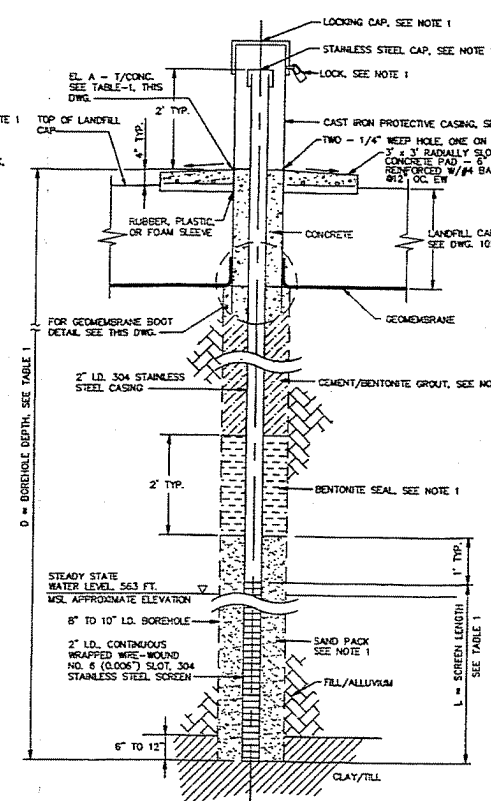 LOCKING CAP, SEE NOTE 1
STAINLESS STEEL CAP, SEE NOTE
LOCK, SEE NOTE 1
EL. A - T/CONC.
SEE TABLE-1, THIS
DWG.
2' TYP.
CAST IRON PROTECTIVE CASING, S
TE 1
TOP OF LANDFILL
CAP
4" TYP.
TWO - 1/4" WEEP HOLE, ONE ON
3' x 3' RADIALLY SLO
CONCRETE PAD - 6"
REINFORCED W/#4 BA
@12" OC, EW
RUBBER, PLASTIC
OR FOAM SLEEVE
CONCRETE
LANDFILL CA
SEE DWG. 10
GEOMEMBRANE
FOR GEOMEMBRANE BOOT
DETAIL SEE THIS DWG.
2" I.D. 304 STAINLESS
STEEL CASING
CEMENT/BENTONITE GROUT, SEE NO
D = BOREHOLE DEPTH, SEE TABLE 1
2' TYP.
BENTONITE SEAL, SEE NOTE 1
1' TYP.
STEADY STATE
WATER LEVEL, 563 FT.
MSL APPROXIMATE ELEVATION
8" TO 10" I.D. BOREHOLE
2" I.D., CONTINUOUS
WRAPPED WIRE-WOUND
NO. 6 (0.006") SLOT, 304
STAINLESS STEEL SCREEN
SAND PACK
SEE NOTE 1
L = SCREEN LENGTH
SEE TABLE 1
FILL/ALLUVIUM
6" TO 12"
CLAY/TILL